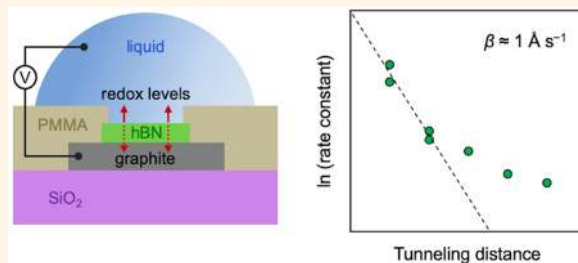 liquid
V
redox levels
PMMA
hBN
graphite
SiO₂
ln (rate constant)
β ≈ 1 Å s⁻¹
Tunneling distance